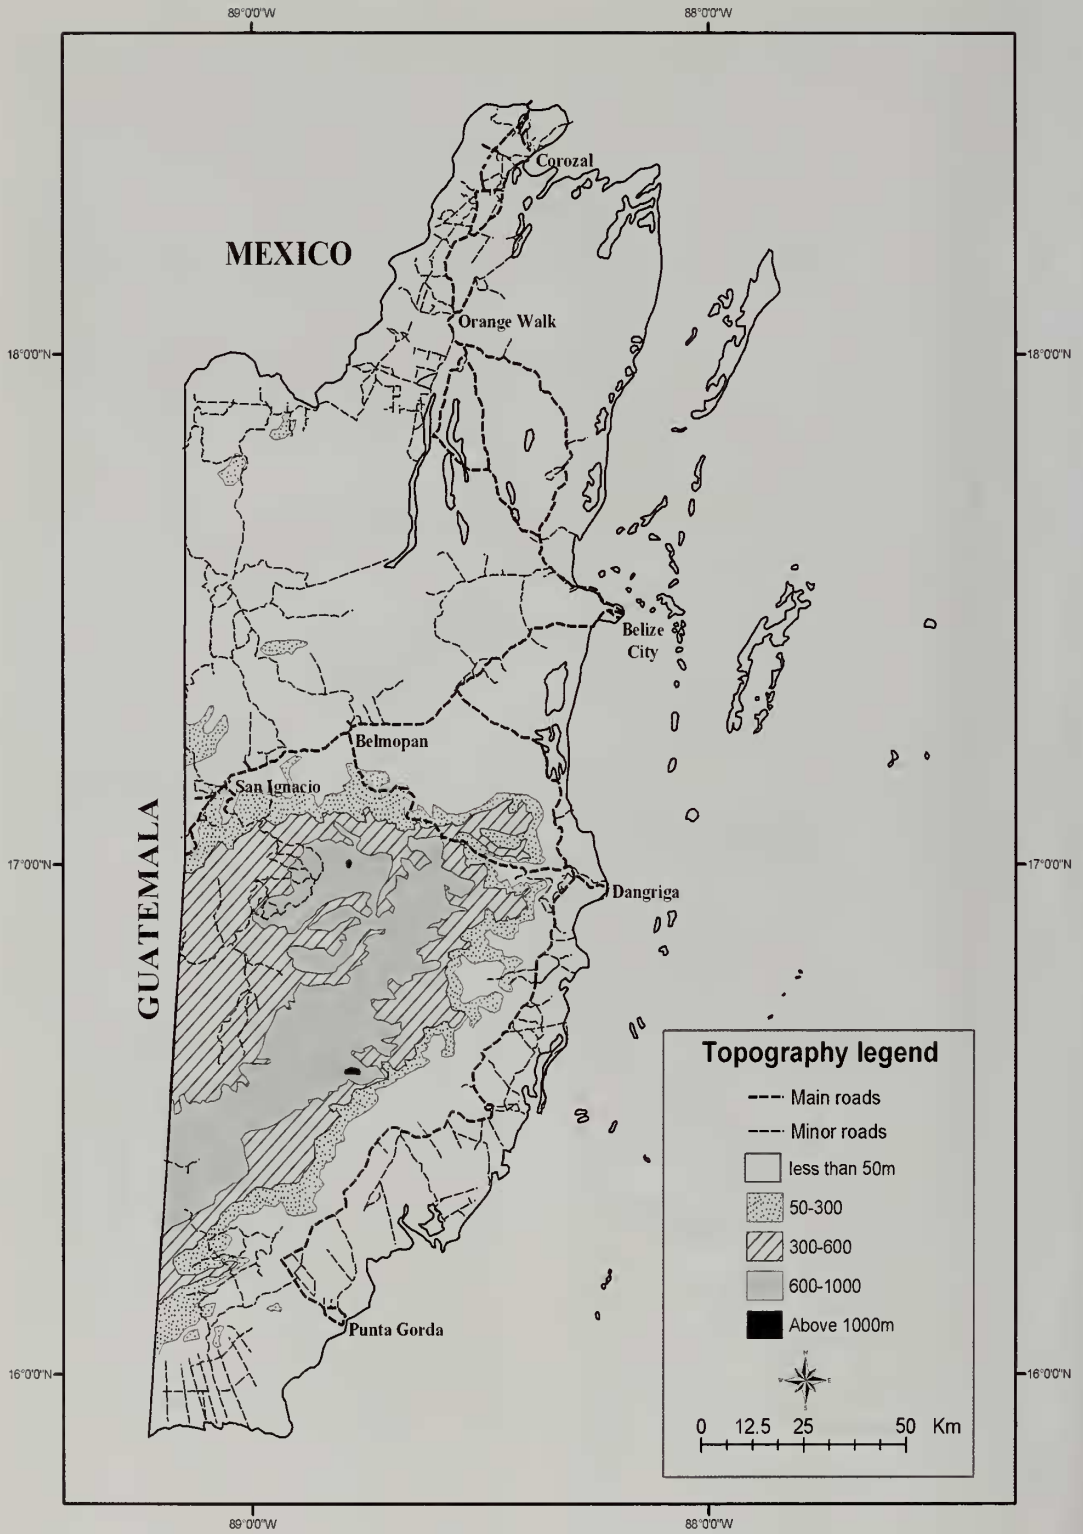 89°0'0"W
88°0'0"W
Corozal
MEXICO
Orange Walk
18°0'0"N
18°0'0"N
Belize
City
Belmopan
San Ignacio
GUATEMALA
17°0'0"N
17°0'0"N
Dangriga
Topography legend
Main roads
Minor roads
less than 50m
50-300
300-600
600-1000
Above 1000m
Punta Gorda
N
W
E
S
16°0'0"N
16°0'0"N
0 12.5 25 50 Km
89°0'0"W
88°0'0"W